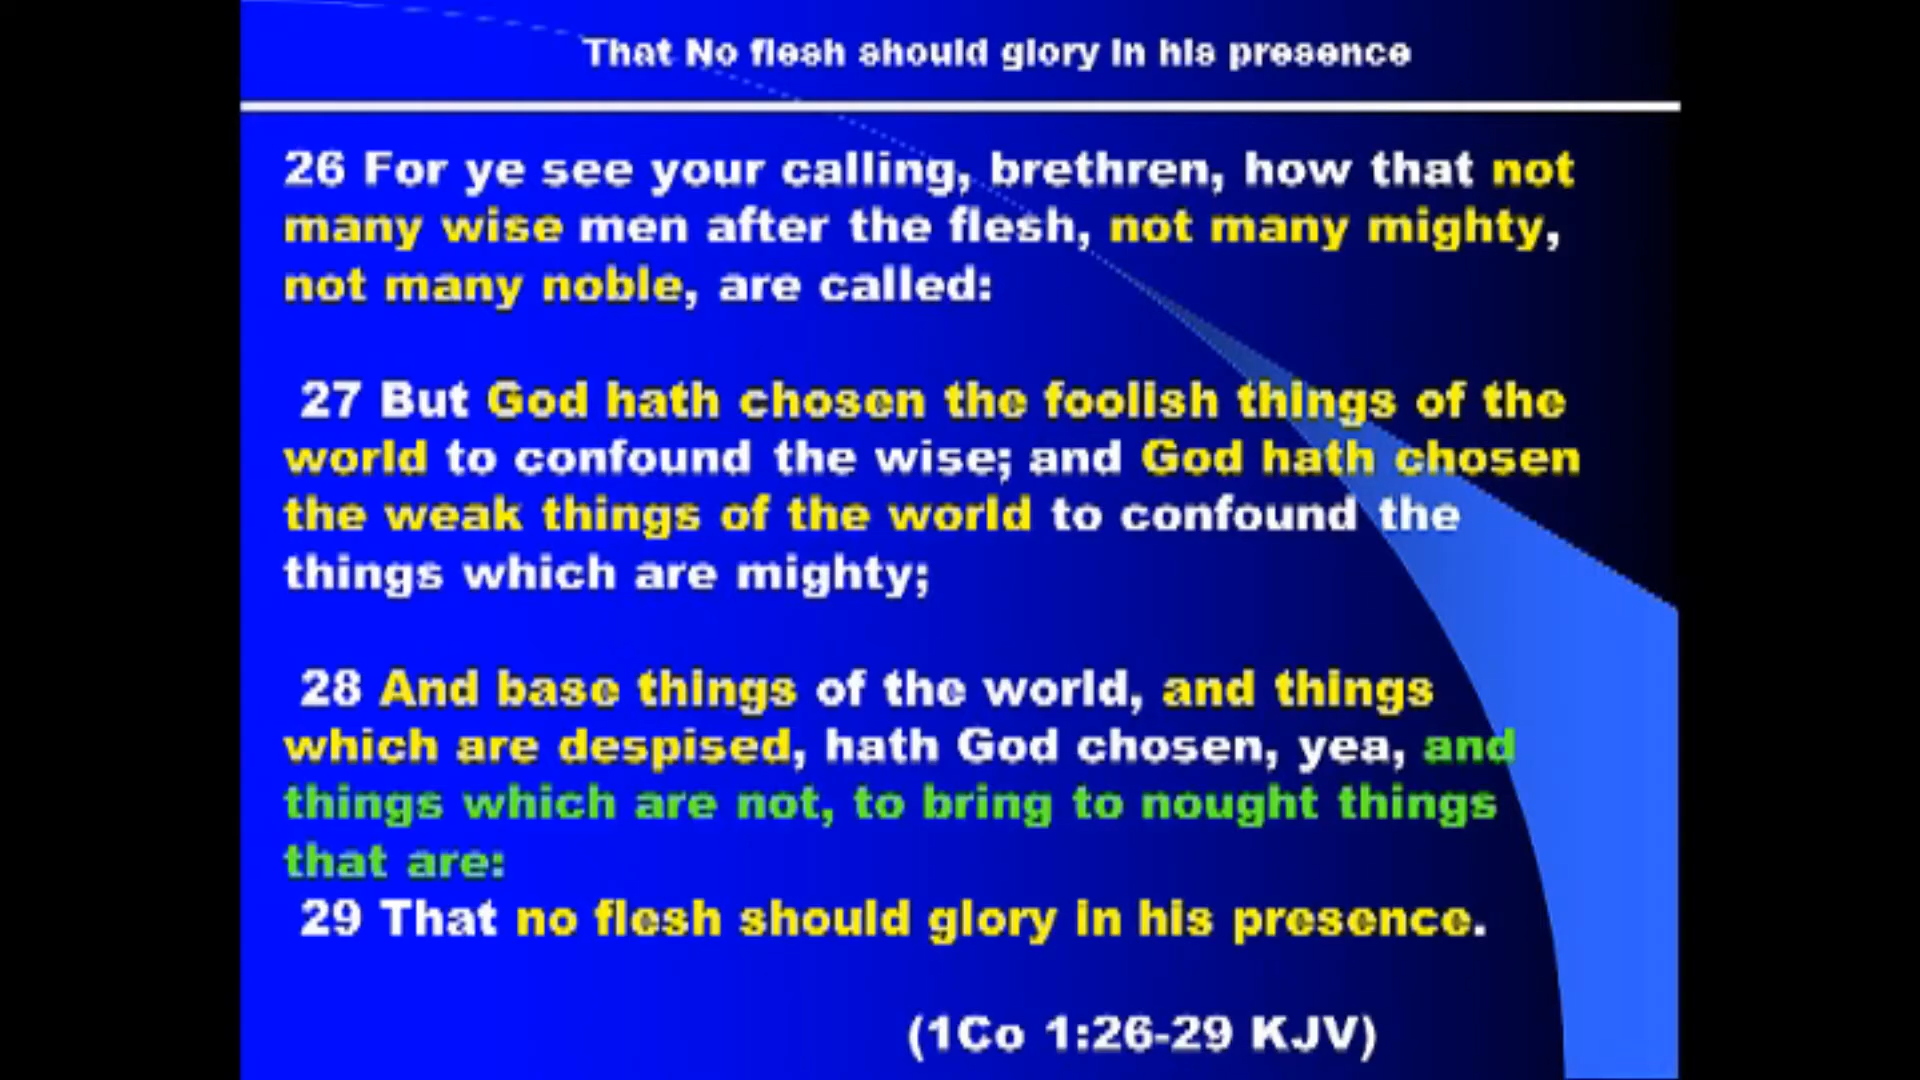 That No flesh should glory in his presence
26 For ye see your calling, brethren, how that not
many wise men after the flesh, not many mighty,
not many noble, are called:
27 But God hath chosen the foolish things of the
world to confound the wise; and God hath chosen
the weak things of the world to confound the
things which are mighty;
28 And base things of the world, and things
which are despised, hath God chosen, yea, and
things which are not, to bring to nought things
that are:
29 That no flesh should glory in his presence.
(1Co 1:26-29 KJV)